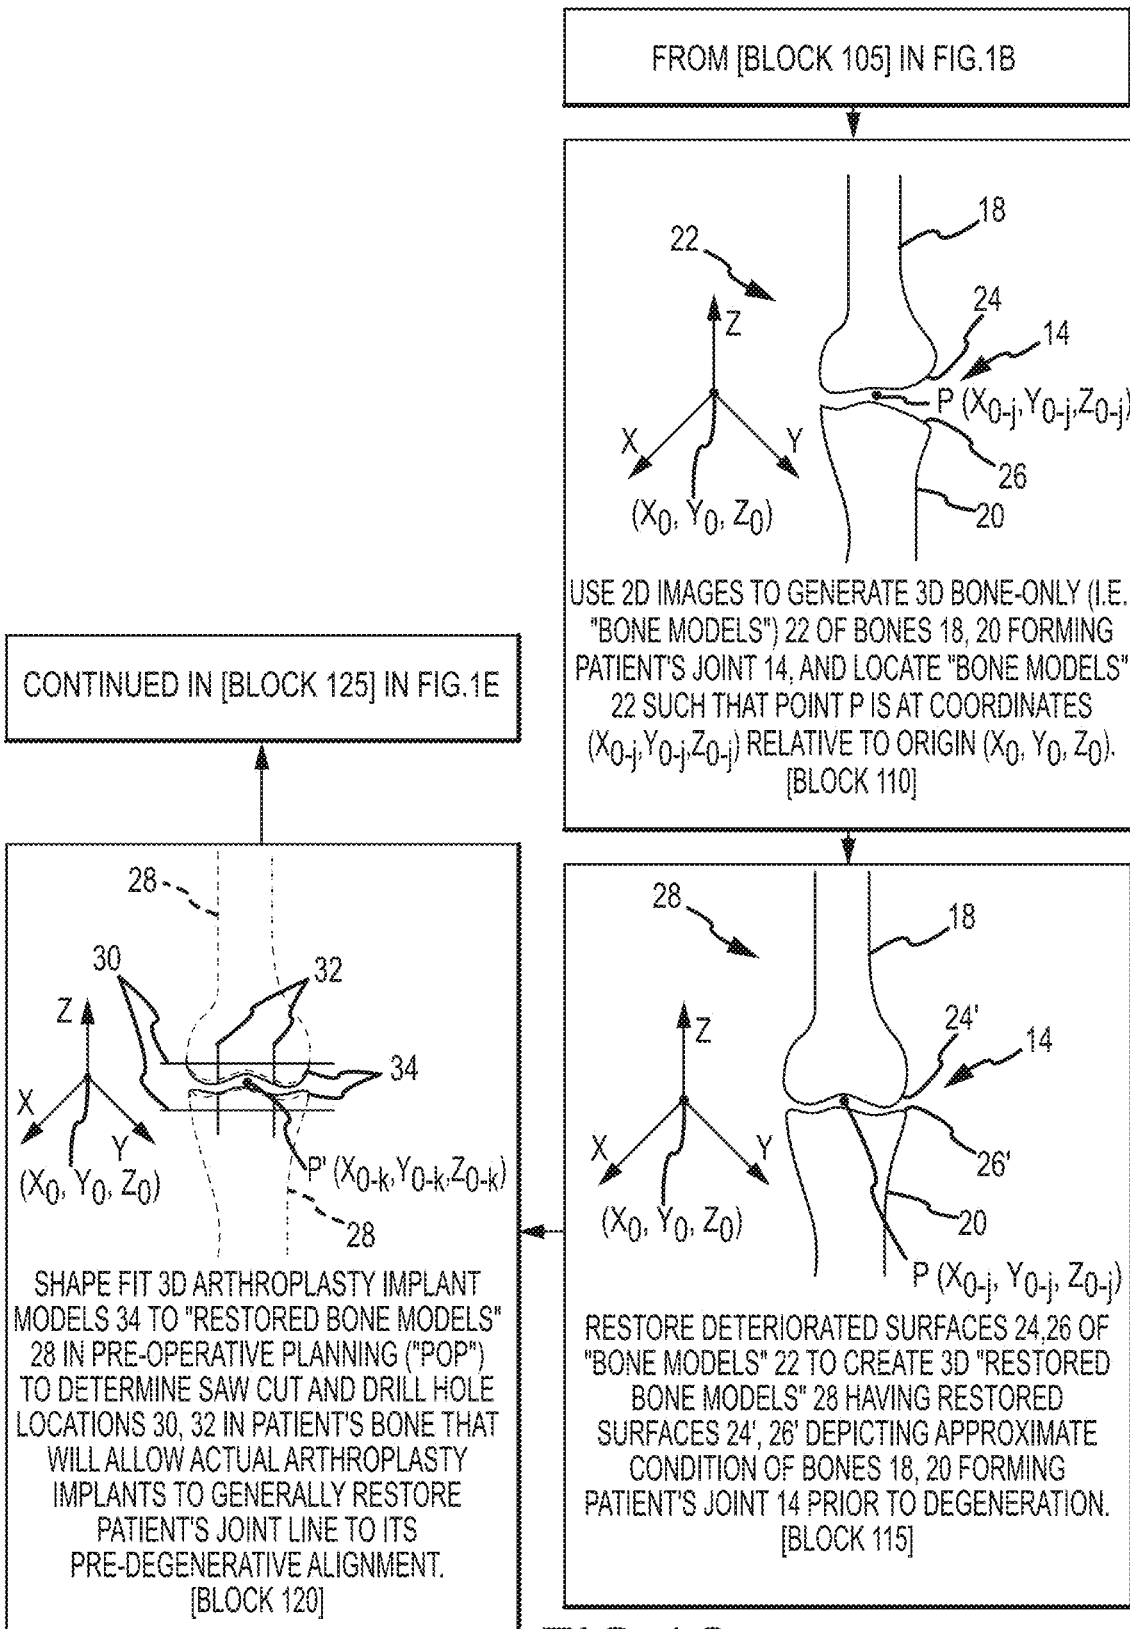 FROM [BLOCK 105] IN FIG.1B
18
22
24
Z
14
P (X0-j,Y0-j,Z0-j)
X
Y
26
(X0, Y0, Z0)
20
USE 2D IMAGES TO GENERATE 3D BONE-ONLY (I.E.
"BONE MODELS") 22 OF BONES 18, 20 FORMING
PATIENT'S JOINT 14, AND LOCATE "BONE MODELS"
22 SUCH THAT POINT P IS AT COORDINATES
(X0-j,Y0-j,Z0-j) RELATIVE TO ORIGIN (X0, Y0, Z0).
[BLOCK 110]
28
18
24'
Z
14
X
Y
26'
(X0, Y0, Z0)
20
P (X0-j, Y0-j, Z0-j)
RESTORE DETERIORATED SURFACES 24,26 OF
"BONE MODELS" 22 TO CREATE 3D "RESTORED
BONE MODELS" 28 HAVING RESTORED
SURFACES 24', 26' DEPICTING APPROXIMATE
CONDITION OF BONES 18, 20 FORMING
PATIENT'S JOINT 14 PRIOR TO DEGENERATION.
[BLOCK 115]
28
30
32
Z
34
X
Y
P' (X0-k,Y0-k,Z0-k)
(X0, Y0, Z0)
28
SHAPE FIT 3D ARTHROPLASTY IMPLANT
MODELS 34 TO "RESTORED BONE MODELS"
28 IN PRE-OPERATIVE PLANNING ("POP")
TO DETERMINE SAW CUT AND DRILL HOLE
LOCATIONS 30, 32 IN PATIENT'S BONE THAT
WILL ALLOW ACTUAL ARTHROPLASTY
IMPLANTS TO GENERALLY RESTORE
PATIENT'S JOINT LINE TO ITS
PRE-DEGENERATIVE ALIGNMENT.
[BLOCK 120]
CONTINUED IN [BLOCK 125] IN FIG.1E